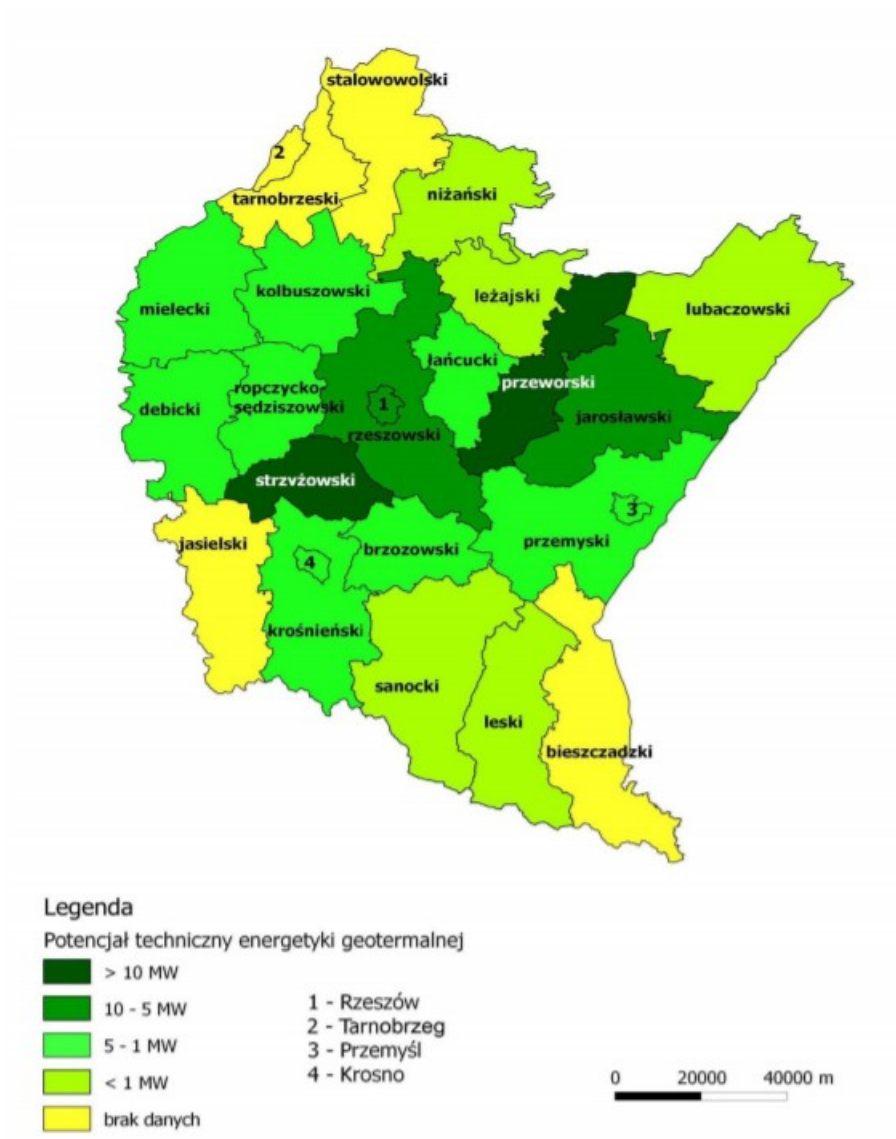 stalowowolski
2
tarnobrzeski
niżański
mielecki
kolbuszowski
leżajski
lubaczowski
łańcucki
przeworski
debicki
ropczycko
sędziszowski
1
rzeszowski
jarosławski
strzyżowski
3
jasielski
brzozowski
przemyski
4
krośnieński
sanocki
leski
bieszczadzki
Legenda
Potencjał techniczny energetyki geotermalnej
> 10 MW
10 - 5 MW
5 - 1 MW
< 1 MW
brak danych
1 - Rzeszów
2 - Tarnobrzeg
3 - Przemyśl
4 - Krosno
0 20000 40000 m